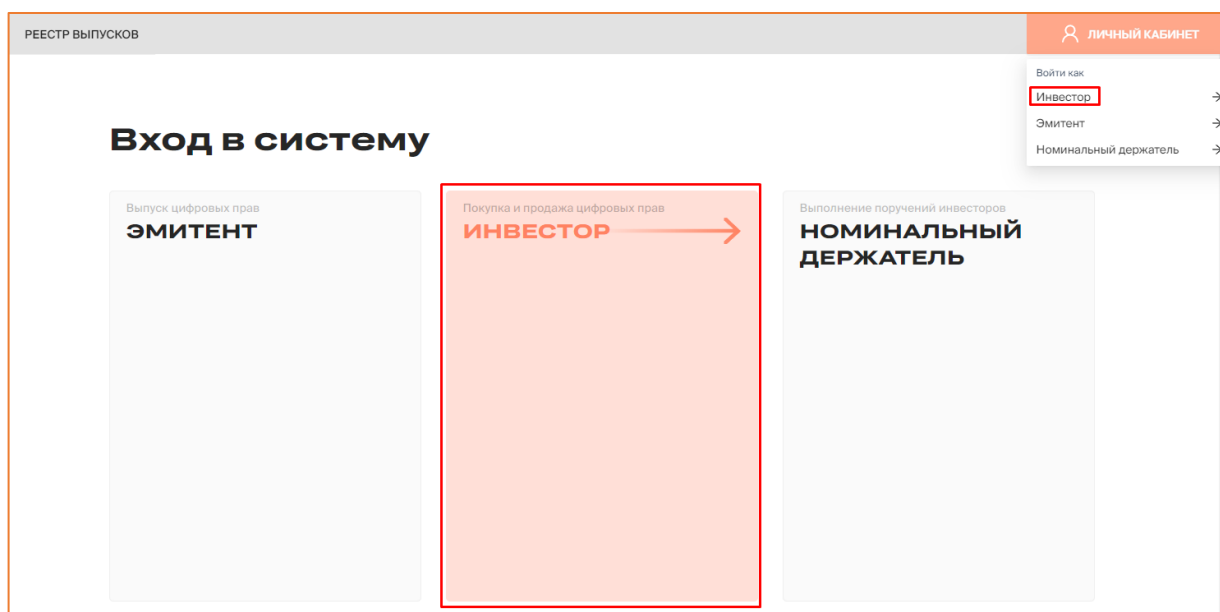 РЕЕСТР ВЫПУСКОВ
ЛИЧНЫЙ КАБИНЕТ
Войти как
Инвестор
Эмитент
Номинальный держатель
Вход в систему
Выпуск цифровых прав
ЭМИТЕНТ
Покупка и продажа цифровых прав
ИНВЕСТОР
Выполнение поручений инвесторов
НОМИНАЛЬНЫЙ
ДЕРЖАТЕЛЬ